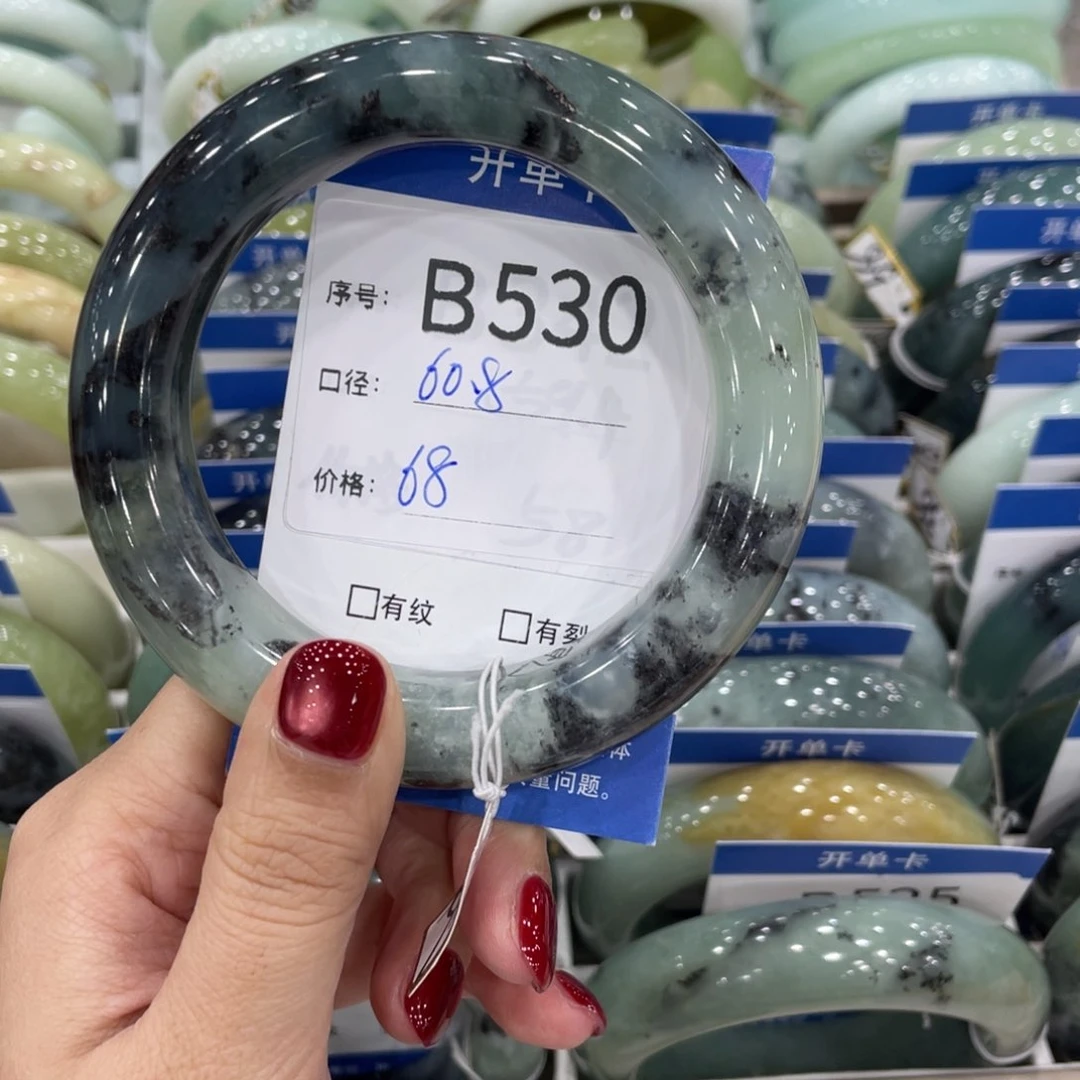 开单卡
序号: B530
口径: 60.8
价格: 68
□有纹 □有裂
量问题。
开单卡
开单卡
开单卡